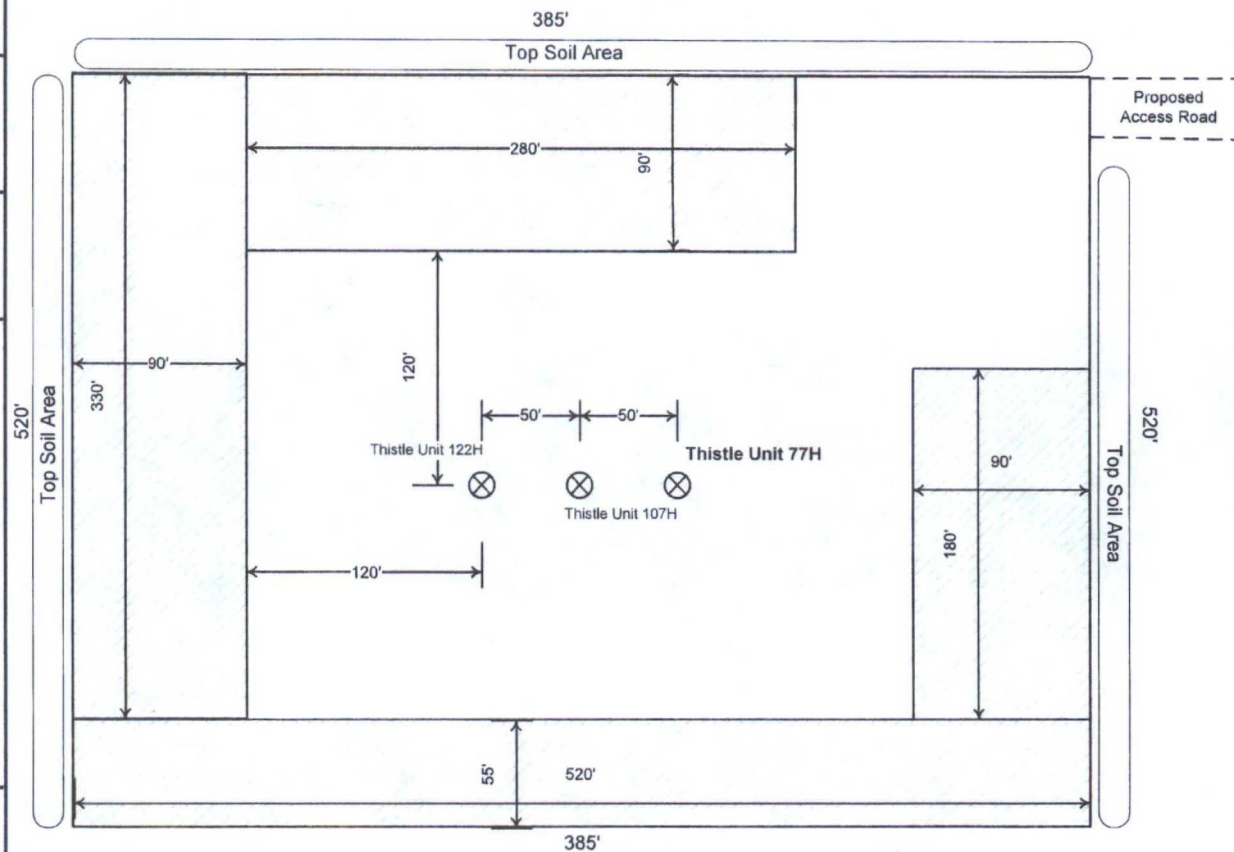 385'
Top Soil Area
Proposed
Access Road
280'
90'
520'
Top Soil Area
330'
90'
120'
50'
50'
Thistle Unit 122H
Thistle Unit 77H
Thistle Unit 107H
120'
90'
180'
520'
Top Soil Area
55'
520'
385'